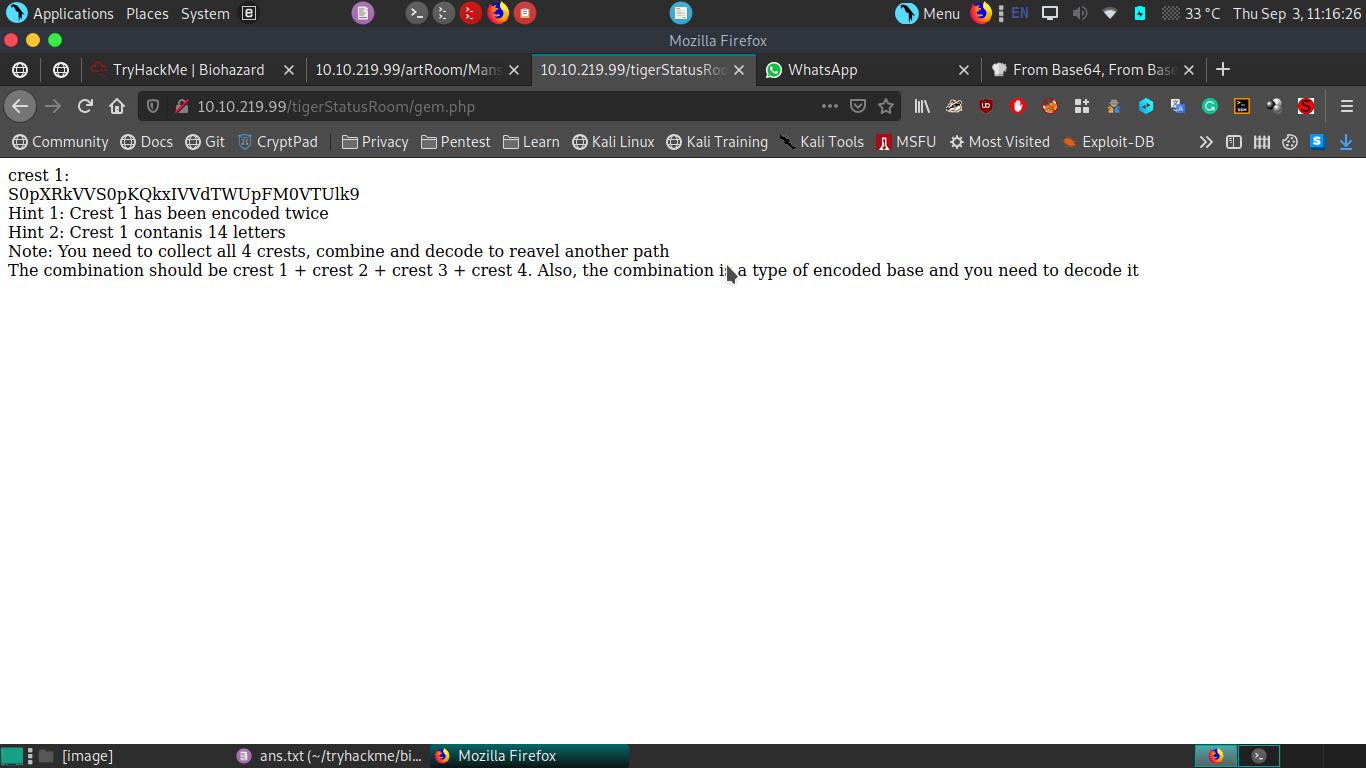 Applications Places System Menu EN 33 °C Thu Sep 3, 11:16:26
Mozilla Firefox
TryHackMe | Biohazard 10.10.219.99/artRoom/Mans 10.10.219.99/tigerStatusRoo WhatsApp From Base64, From Base
10.10.219.99/tigerStatusRoom/gem.php
Community Docs Git CryptPad Privacy Pentest Learn Kali Linux Kali Training Kali Tools MSFU Most Visited Exploit-DB
crest 1:
S0pXRkVVS0pKQkxIVVdTWUpFM0VTUlk9
Hint 1: Crest 1 has been encoded twice
Hint 2: Crest 1 contanis 14 letters
Note: You need to collect all 4 crests, combine and decode to reavel another path
The combination should be crest 1 + crest 2 + crest 3 + crest 4. Also, the combination is a type of encoded base and you need to decode it
[image] ans.txt (~/tryhackme/bi... Mozilla Firefox